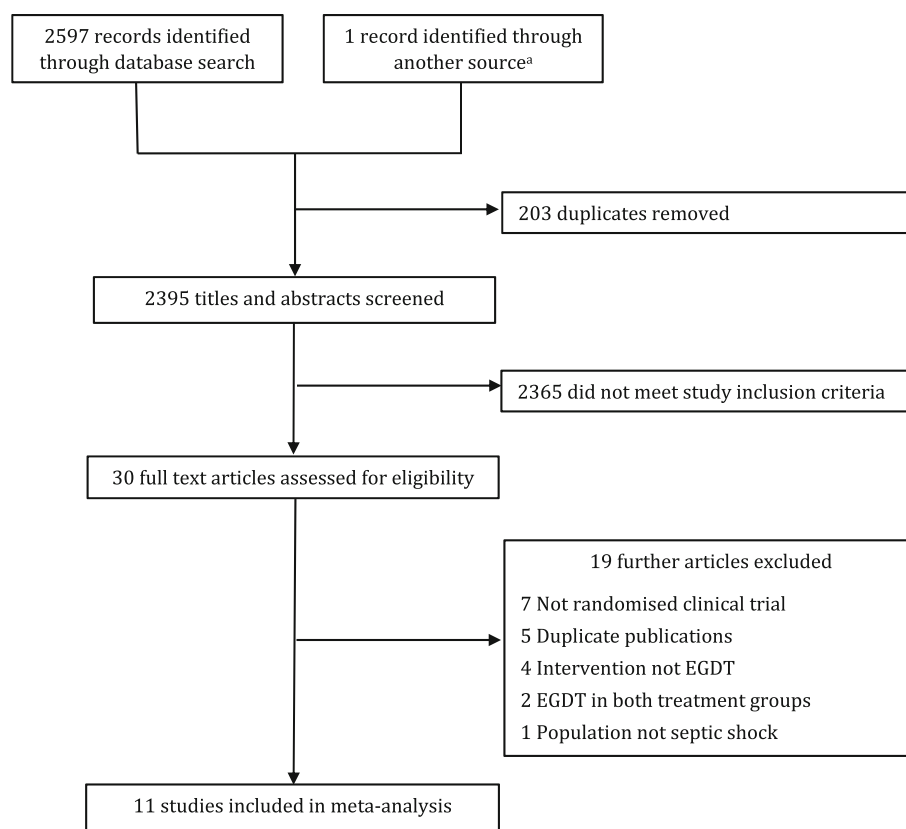 2597 records identified
through database search
1 record identified through
another sourceᵃ
203 duplicates removed
2395 titles and abstracts screened
2365 did not meet study inclusion criteria
30 full text articles assessed for eligibility
19 further articles excluded
7 Not randomised clinical trial
5 Duplicate publications
4 Intervention not EGDT
2 EGDT in both treatment groups
1 Population not septic shock
11 studies included in meta-analysis